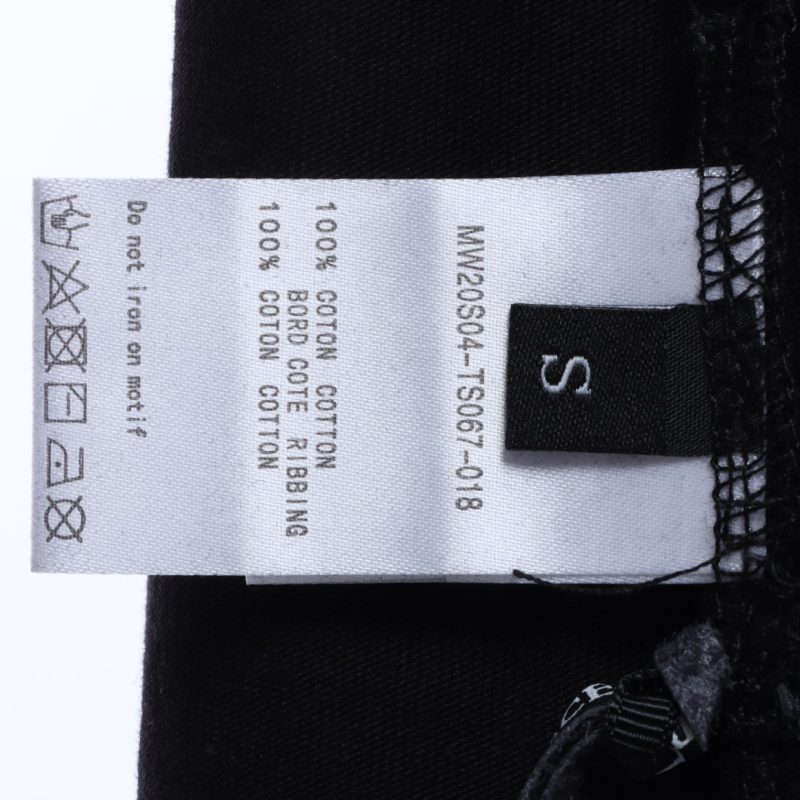 MW20S04-TS067-018
S
100% COTON COTTON
BORD COTE RIBBING
100% COTON COTTON
Do not iron on motif